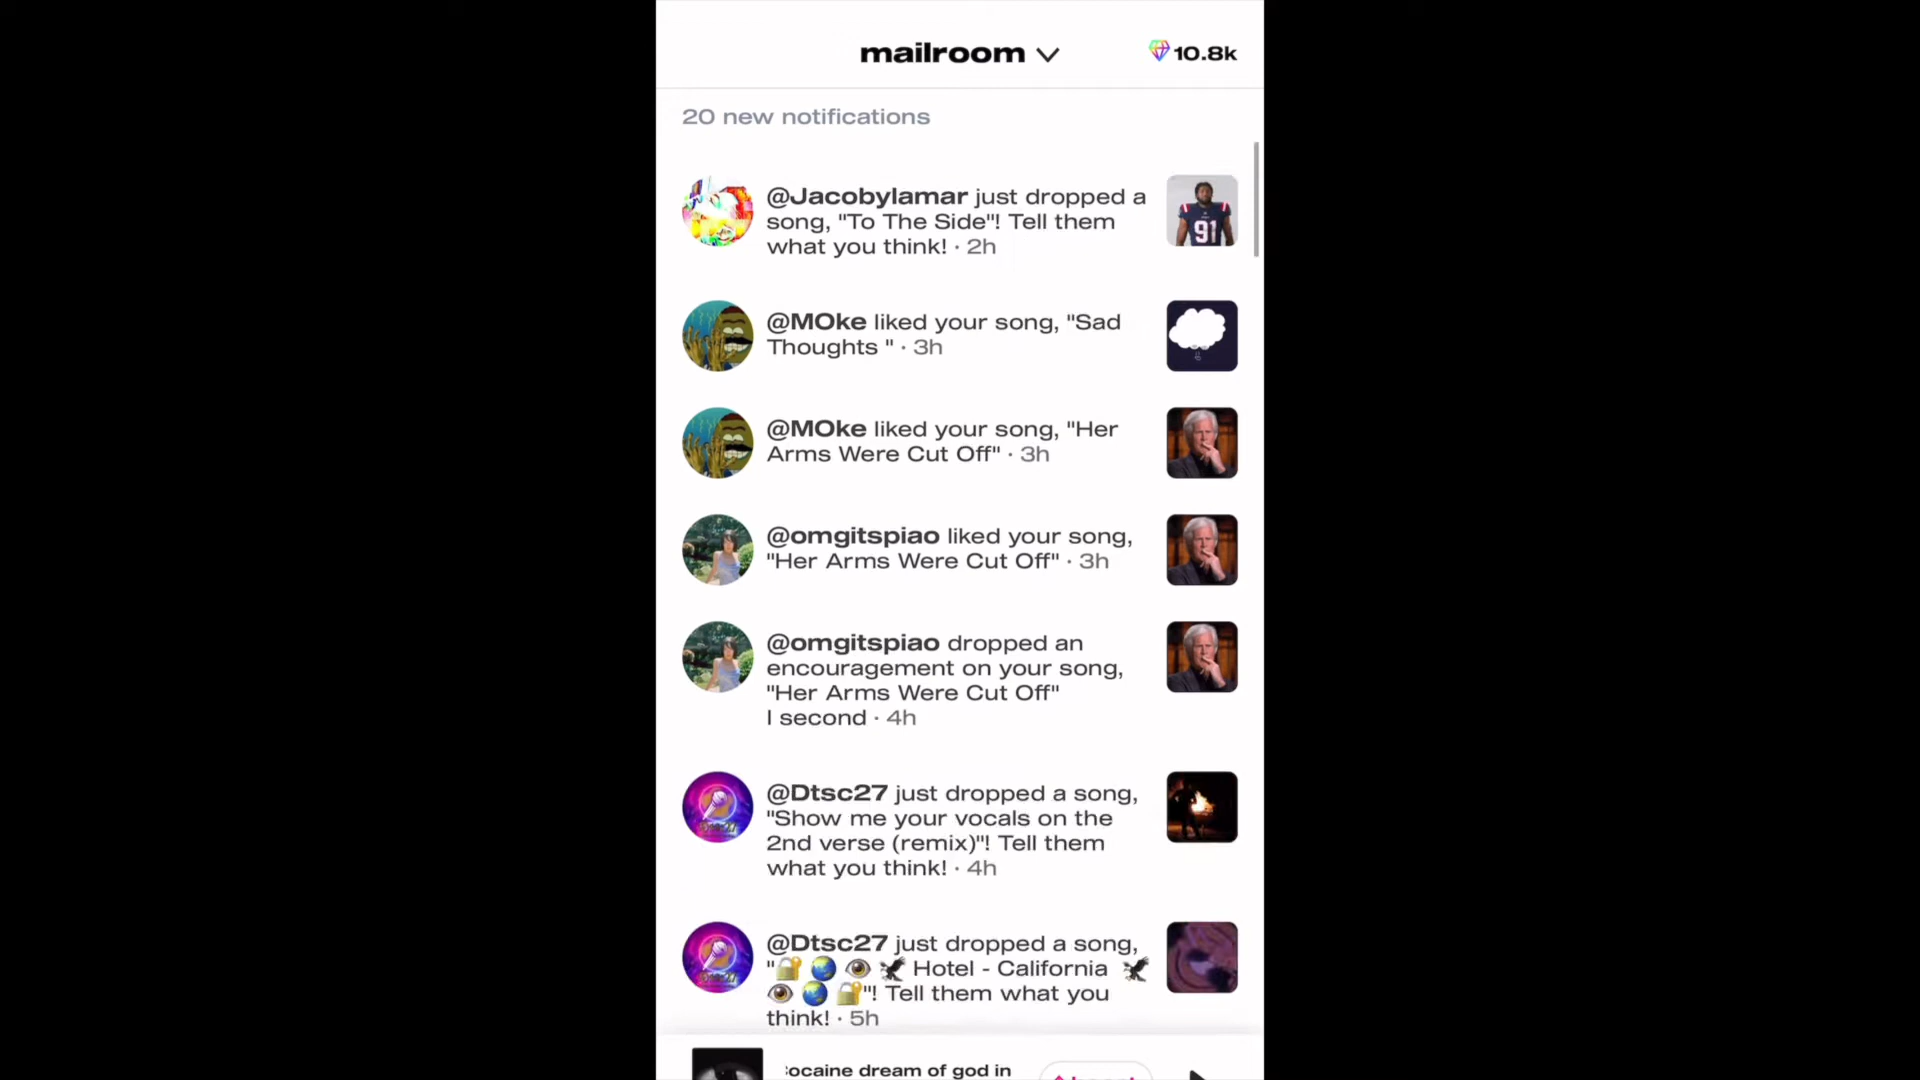 mailroom
10.8k
20 new notifications
@Jacobylamar just dropped a
song, "To The Side"! Tell them
what you think! · 2h
91
@MOke liked your song, "Sad
Thoughts " · 3h
@MOke liked your song, "Her
Arms Were Cut Off" · 3h
@omgitspiao liked your song,
"Her Arms Were Cut Off" · 3h
@omgitspiao dropped an
encouragement on your song,
"Her Arms Were Cut Off"
1 second · 4h
@Dtsc27 just dropped a song,
"Show me your vocals on the
2nd verse (remix)"! Tell them
what you think! · 4h
@Dtsc27 just dropped a song,
"🔐 🌏 👁 🦅 Hotel - California 🦅
👁 🌏 🔐"! Tell them what you
think! · 5h
dream of god in